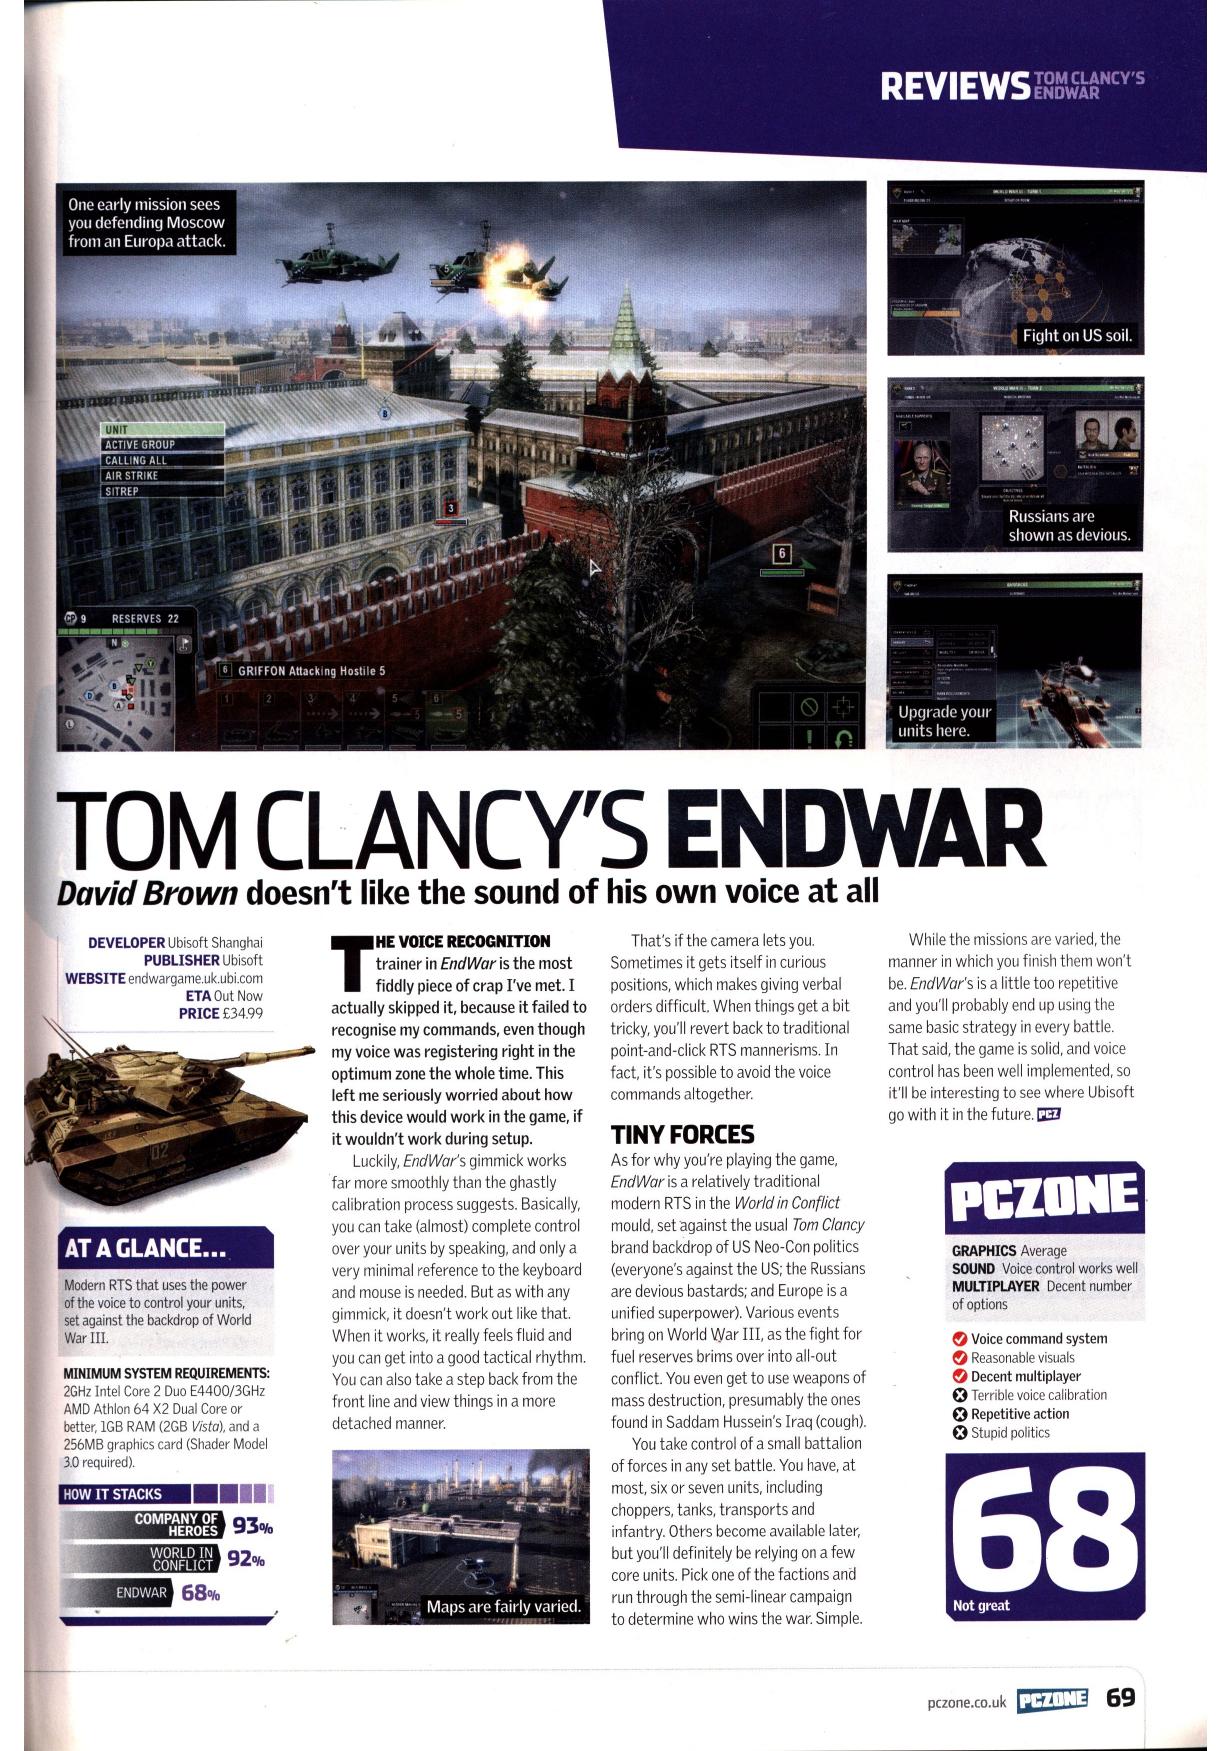 REVIEWS TOM CLANCY'S
ENDWAR
One early mission sees
you defending Moscow
from an Europa attack.
UNIT
ACTIVE GROUP
CALLING ALL
AIR STRIKE
SITREP
B
3
6
CP 9 RESERVES 22
N
6 GRIFFON Attacking Hostile 5
1 2 3 4 5 6
WORLD WAR III - TURN 1
Fight on US soil.
WORLD WAR III - TURN 2
Russians are
shown as devious.
BARRACKS
Upgrade your
units here.
TOM CLANCY'S ENDWAR
David Brown doesn't like the sound of his own voice at all
DEVELOPER Ubisoft Shanghai
PUBLISHER Ubisoft
WEBSITE endwargame.uk.ubi.com
ETA Out Now
PRICE £34.99
02
AT A GLANCE...
Modern RTS that uses the power
of the voice to control your units,
set against the backdrop of World
War III.
MINIMUM SYSTEM REQUIREMENTS:
2GHz Intel Core 2 Duo E4400/3GHz
AMD Athlon 64 X2 Dual Core or
better, 1GB RAM (2GB Vista), and a
256MB graphics card (Shader Model
3.0 required).
HOW IT STACKS
COMPANY OF
HEROES 93%
WORLD IN
CONFLICT 92%
ENDWAR 68%
THE VOICE RECOGNITION
trainer in EndWar is the most
fiddly piece of crap I've met. I
actually skipped it, because it failed to
recognise my commands, even though
my voice was registering right in the
optimum zone the whole time. This
left me seriously worried about how
this device would work in the game, if
it wouldn't work during setup.
Luckily, EndWar's gimmick works
far more smoothly than the ghastly
calibration process suggests. Basically,
you can take (almost) complete control
over your units by speaking, and only a
very minimal reference to the keyboard
and mouse is needed. But as with any
gimmick, it doesn't work out like that.
When it works, it really feels fluid and
you can get into a good tactical rhythm.
You can also take a step back from the
front line and view things in a more
detached manner.
Maps are fairly varied.
That's if the camera lets you.
Sometimes it gets itself in curious
positions, which makes giving verbal
orders difficult. When things get a bit
tricky, you'll revert back to traditional
point-and-click RTS mannerisms. In
fact, it's possible to avoid the voice
commands altogether.
TINY FORCES
As for why you're playing the game,
EndWar is a relatively traditional
modern RTS in the World in Conflict
mould, set against the usual Tom Clancy
brand backdrop of US Neo-Con politics
(everyone's against the US; the Russians
are devious bastards; and Europe is a
unified superpower). Various events
bring on World War III, as the fight for
fuel reserves brims over into all-out
conflict. You even get to use weapons of
mass destruction, presumably the ones
found in Saddam Hussein's Iraq (cough).
You take control of a small battalion
of forces in any set battle. You have, at
most, six or seven units, including
choppers, tanks, transports and
infantry. Others become available later,
but you'll definitely be relying on a few
core units. Pick one of the factions and
run through the semi-linear campaign
to determine who wins the war. Simple.
While the missions are varied, the
manner in which you finish them won't
be. EndWar's is a little too repetitive
and you'll probably end up using the
same basic strategy in every battle.
That said, the game is solid, and voice
control has been well implemented, so
it'll be interesting to see where Ubisoft
go with it in the future. PCZ
PCZONE
GRAPHICS Average
SOUND Voice control works well
MULTIPLAYER Decent number
of options
Voice command system
Reasonable visuals
Decent multiplayer
Terrible voice calibration
Repetitive action
Stupid politics
68
Not great
pczone.co.uk PCZONE 69